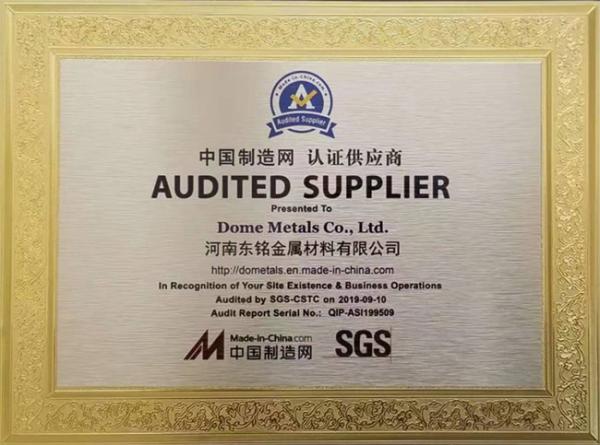 Made-in-China.com
Audited Supplier
中国制造网 认证供应商
AUDITED SUPPLIER
Presented To
Dome Metals Co., Ltd.
河南东铭金属材料有限公司
http://dometals.en.made-in-china.com
In Recognition of Your Site Existence & Business Operations
Audited by SGS-CSTC on 2019-09-10
Audit Report Serial No.: QIP-ASI199509
Made-in-China.com
中国制造网
SGS